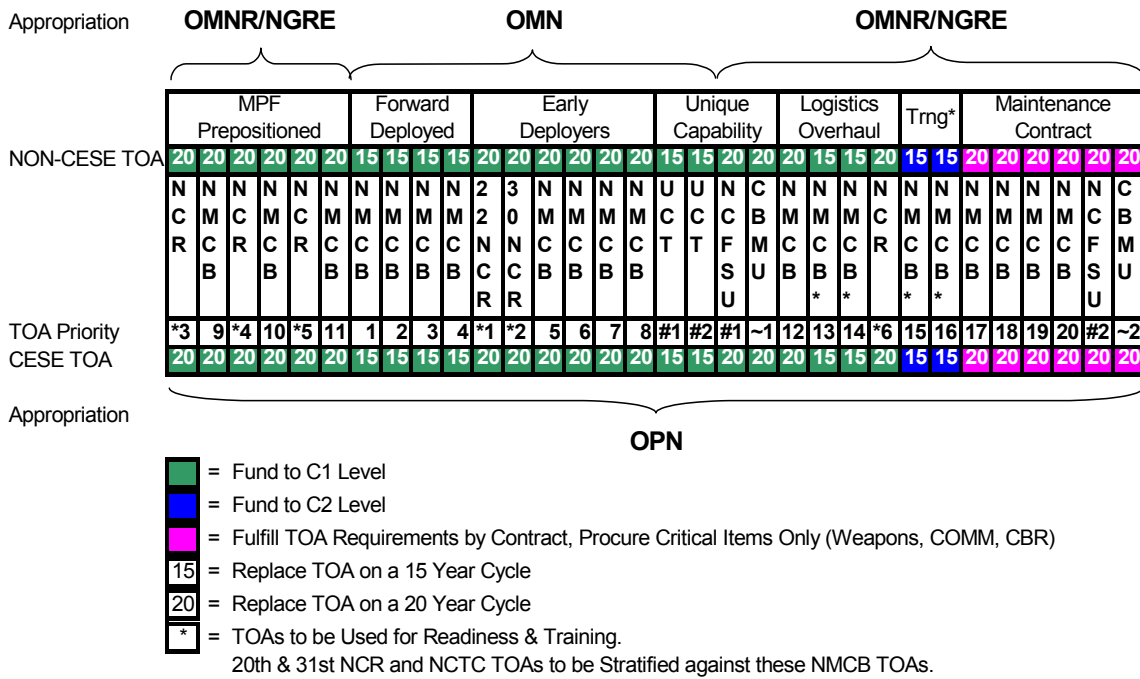 Appropriation OMNR/NGRE OMN OMNR/NGRE
MPF Prepositioned
Forward Deployed
Early Deployers
Unique Capability
Logistics Overhaul
Trng*
Maintenance Contract
NON-CESE TOA 20 20 20 20 20 20 15 15 15 15 20 20 20 20 20 20 15 15 20 20 20 15 15 20 15 15 20 20 20 20 20 20
NCR NMCB NCR NMCB NCR NMCB NMCB NMCB NMCB NMCB 22NCR 30NCR NMCB NMCB NMCB NMCB UCT UCT NCFSU CBMU NMCB NMCB* NMCB* NCR NMCB* NMCB* NMCB NMCB NMCB NMCB NCFSU CBMU
TOA Priority *3 9 *4 10 *5 11 1 2 3 4 *1 *2 5 6 7 8 #1 #2 #1 ~1 12 13 14 *6 15 16 17 18 19 20 #2 ~2
CESE TOA 20 20 20 20 20 20 15 15 15 15 20 20 20 20 20 20 15 15 20 20 20 15 15 20 15 15 20 20 20 20 20 20
Appropriation
OPN
= Fund to C1 Level
= Fund to C2 Level
= Fulfill TOA Requirements by Contract, Procure Critical Items Only (Weapons, COMM, CBR)
15 = Replace TOA on a 15 Year Cycle
20 = Replace TOA on a 20 Year Cycle
* = TOAs to be Used for Readiness & Training.
20th & 31st NCR and NCTC TOAs to be Stratified against these NMCB TOAs.